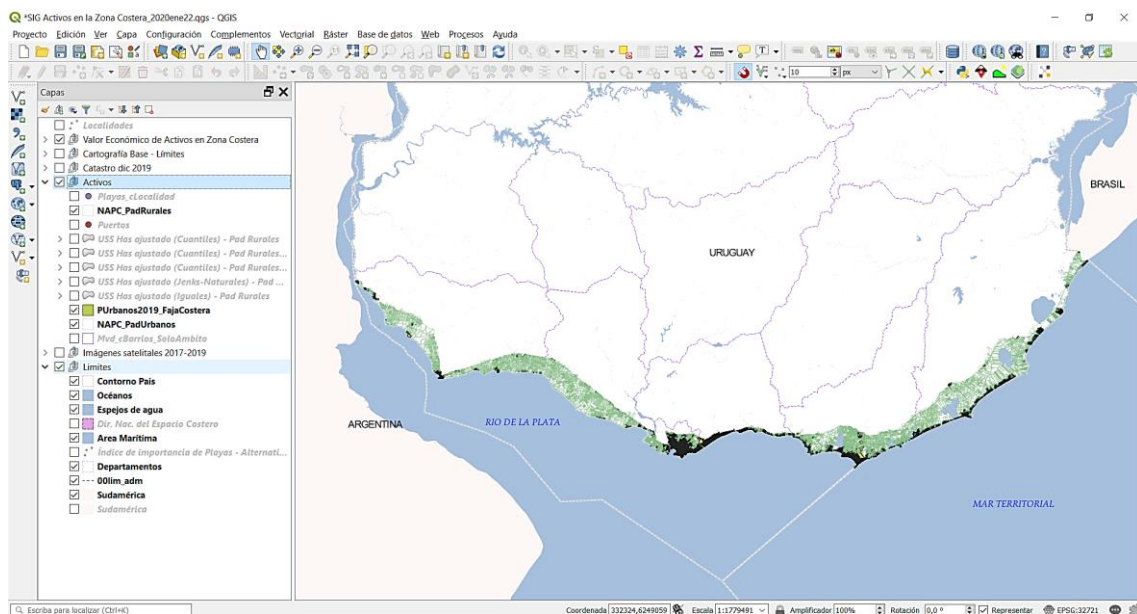 *SIG Activos en la Zona Costera_2020ene22.qgs - QGIS
Proyecto Editar Ver Capa Configuración Complementos Vectorial Ráster Base de datos Web Procesos Ayuda
10 px
Capas
Localidades
Valor Económico de Activos en Zona Costera
Cartografía Base - Límites
Catastro dic 2019
Activos
Playas_cLocalidad
NAPC_PadRurales
Puertos
USS Has ajustado (Cuantiles) - Pad Rurales
USS Has ajustado (Cuantiles) - Pad Rurales...
USS Has ajustado (Cuantiles) - Pad Rurales...
USS Has ajustado (Jenks-Naturales) - Pad ...
USS Has ajustado (Iguales) - Pad Rurales
PUrbanos2019_FajaCostera
NAPC_PadUrbanos
Mvd_cBarrios_SoloAmbito
Imágenes satelitales 2017-2019
Límites
Contorno Pais
Océanos
Espejos de agua
Dir. Nac. del Espacio Costero
Area Marítima
Índice de importancia de Playas - Alternati...
Departamentos
00lim_adm
Sudamérica
Sudamérica
BRASIL
URUGUAY
ARGENTINA
RIO DE LA PLATA
MAR TERRITORIAL
Escriba para localizar (Ctrl+K)
Coordenada 332324,6249059 Escala 1:1779491 Amplificador 100% Rotación 0,0 ° Representar EPSG:32721